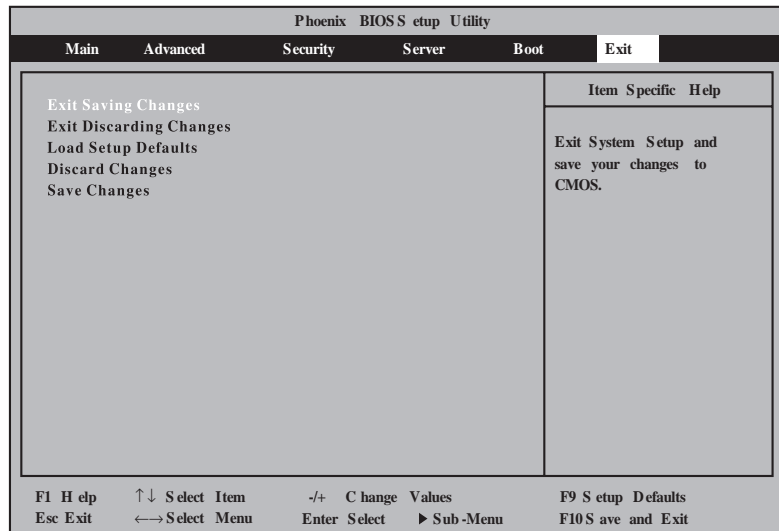 Phoenix BIOS Setup Utility
Main Advanced Security Server Boot Exit
Exit Saving Changes
Exit Discarding Changes
Load Setup Defaults
Discard Changes
Save Changes
Item Specific Help
Exit System Setup and
save your changes to
CMOS.
F1 Help ↑↓ Select Item -/+ Change Values F9 Setup Defaults
Esc Exit ←→ Select Menu Enter Select ▶ Sub-Menu F10 Save and Exit